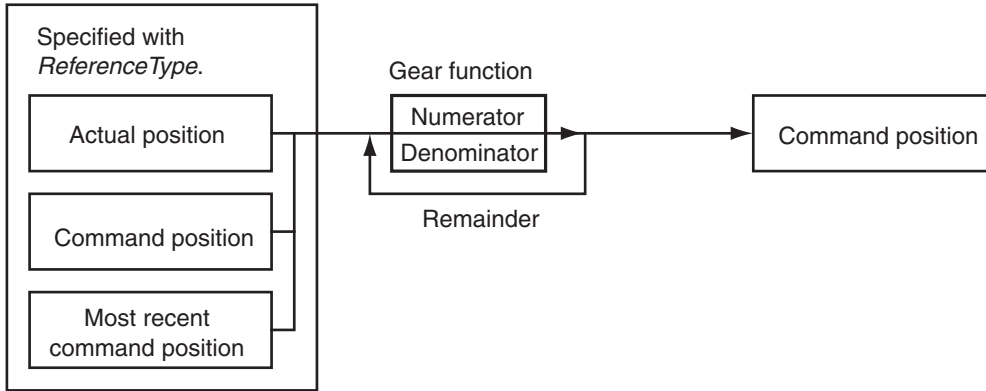 Specified with
ReferenceType.
Actual position
Command position
Most recent
command position
Gear function
Numerator
Denominator
Remainder
Command position